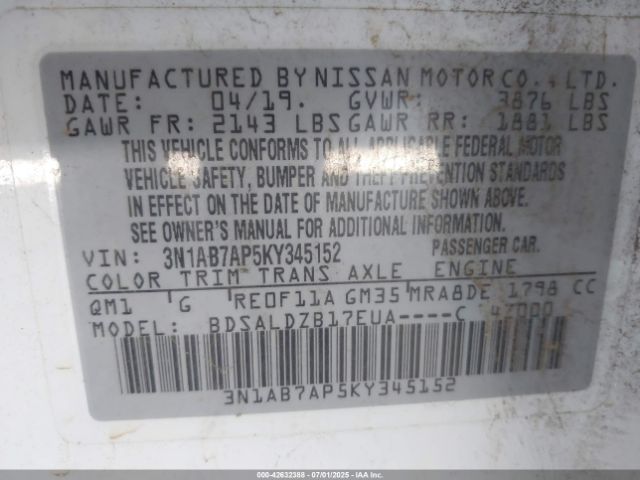 MANUFACTURED BY NISSAN MOTOR CO., LTD.
DATE: 04/19. GVWR: 3876 LBS
GAWR FR: 2143 LBS GAWR RR: 1881 LBS
THIS VEHICLE CONFORMS TO ALL APPLICABLE FEDERAL MOTOR
VEHICLE SAFETY, BUMPER AND THEFT PREVENTION STANDARDS
IN EFFECT ON THE DATE OF MANUFACTURE SHOWN ABOVE.
SEE OWNER'S MANUAL FOR ADDITIONAL INFORMATION.
VIN: 3N1AB7AP5KY345152 PASSENGER CAR.
COLOR TRIM TRANS AXLE ENGINE
QM1 G RE0F11A GM35 MRA8DE 1798 CC
MODEL: BDSALDZB17EUA----C 47000
3N1AB7AP5KY345152
000-42632388 - 07/01/2025 - IAAI.COM